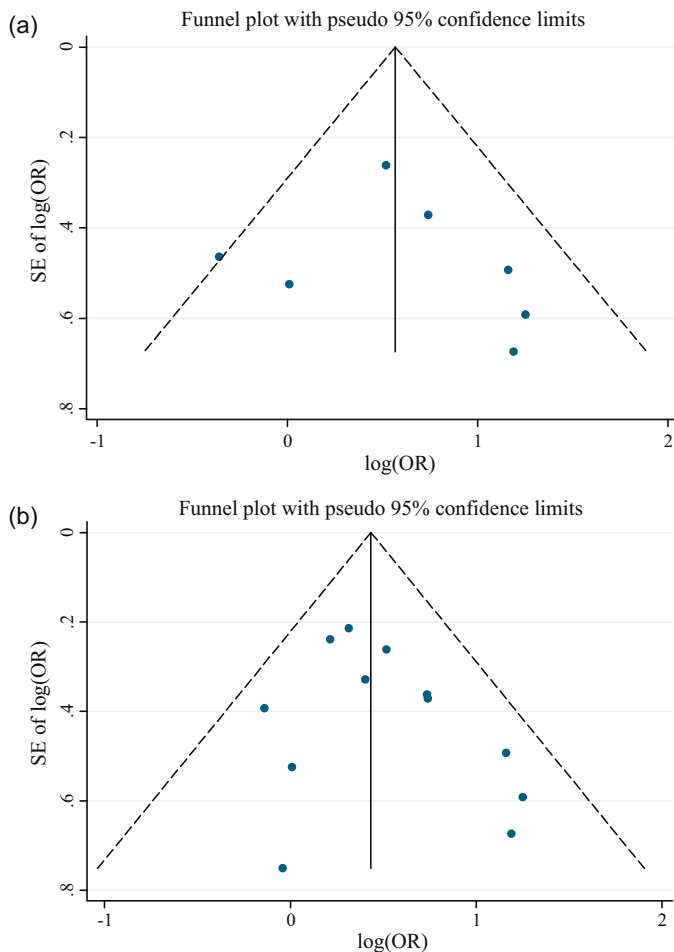 (a)
Funnel plot with pseudo 95% confidence limits
0
.2
.4
.6
.8
SE of log(OR)
-1
0
1
2
log(OR)
(b)
Funnel plot with pseudo 95% confidence limits
0
.2
.4
.6
.8
SE of log(OR)
-1
0
1
2
log(OR)